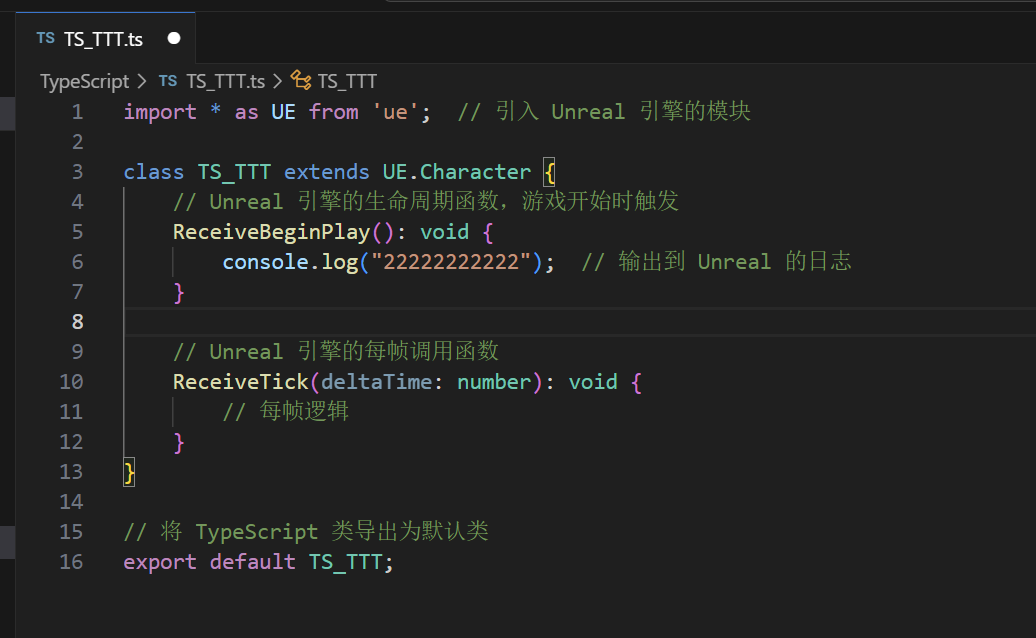 TS TS_TTT.ts
TypeScript > TS TS_TTT.ts > TS_TTT
1 import * as UE from 'ue';  // 引入 Unreal 引擎的模块
2
3 class TS_TTT extends UE.Character {
4     // Unreal 引擎的生命周期函数，游戏开始时触发
5     ReceiveBeginPlay(): void {
6         console.log("22222222222");  // 输出到 Unreal 的日志
7     }
8
9     // Unreal 引擎的每帧调用函数
10     ReceiveTick(deltaTime: number): void {
11         // 每帧逻辑
12     }
13 }
14
15 // 将 TypeScript 类导出为默认类
16 export default TS_TTT;